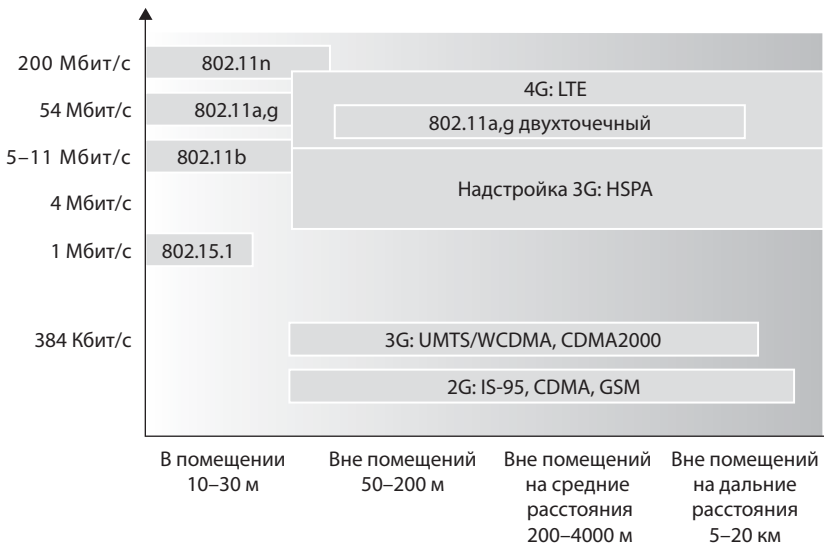 200 Мбит/с
802.11n
4G: LTE
54 Мбит/с
802.11a,g
802.11a,g двухточечный
5–11 Мбит/с
802.11b
Надстройка 3G: HSPA
4 Мбит/с
1 Мбит/с
802.15.1
384 Кбит/с
3G: UMTS/WCDMA, CDMA2000
2G: IS-95, CDMA, GSM
В помещении
10–30 м
Вне помещений
50–200 м
Вне помещений
на средние
расстояния
200–4000 м
Вне помещений
на дальние
расстояния
5–20 км